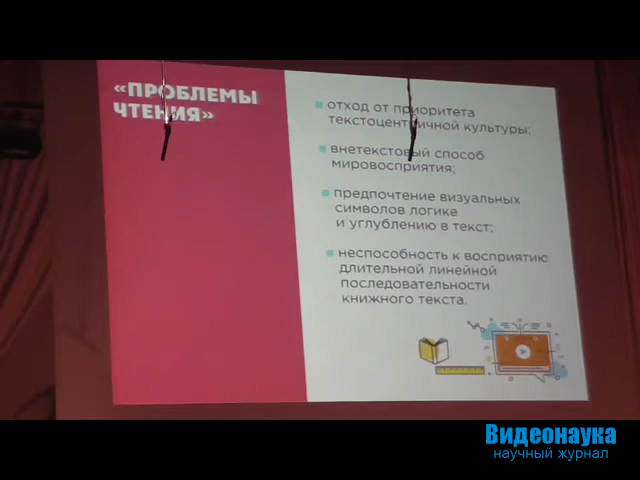 «ПРОБЛЕМЫ
ЧТЕНИЯ»
отход от приоритета
текстоцентричной культуры;
внетекстовый способ
мировосприятия;
предпочтение визуальных
символов логике
и углублению в текст;
неспособность к восприятию
длительной линейной
последовательности
книжного текста.
Видеонаука
научный журнал